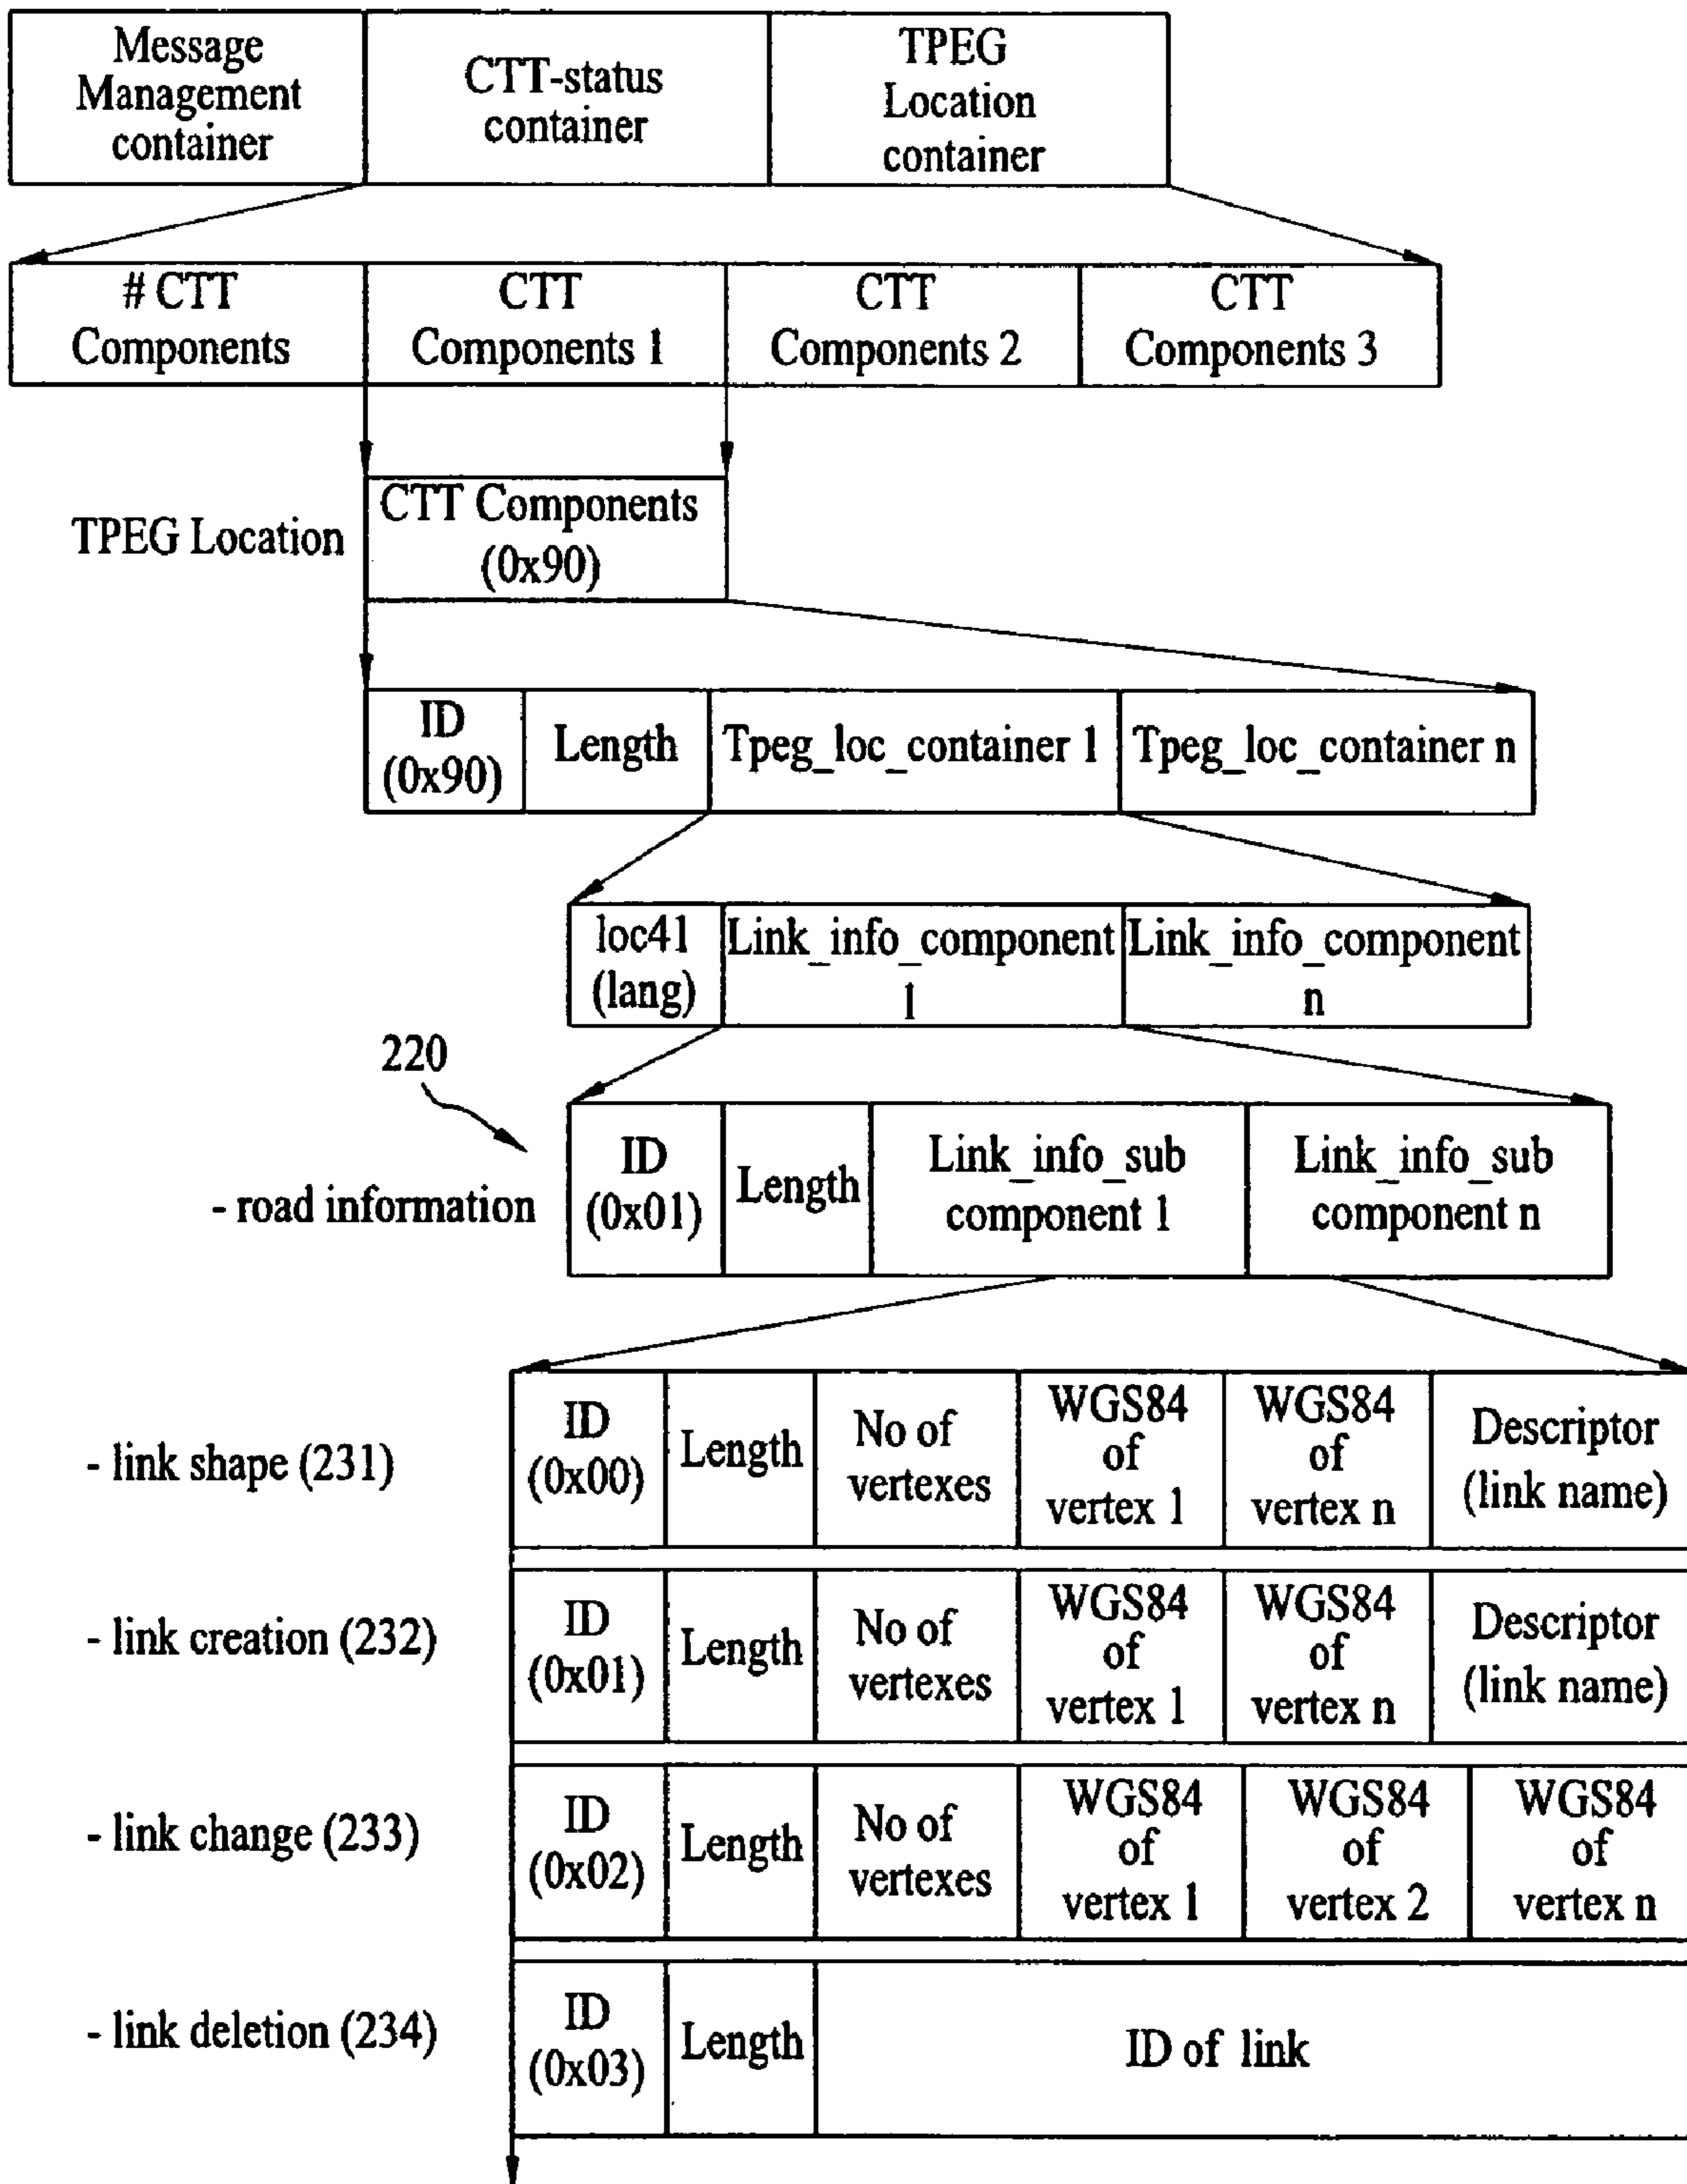 Message
Management
container
CTT-status
container
TPEG
Location
container
# CTT
Components
CTT
Components 1
CTT
Components 2
CTT
Components 3
TPEG Location
CTT Components
(0x90)
ID
(0x90)
Length
Tpeg_loc_container 1
Tpeg_loc_container n
loc41
(lang)
Link_info_component
1
Link_info_component
n
220
- road information
ID
(0x01)
Length
Link_info_sub
component 1
Link_info_sub
component n
- link shape (231)
ID
(0x00)
Length
No of
vertexes
WGS84
of
vertex 1
WGS84
of
vertex n
Descriptor
(link name)
- link creation (232)
ID
(0x01)
Length
No of
vertexes
WGS84
of
vertex 1
WGS84
of
vertex n
Descriptor
(link name)
- link change (233)
ID
(0x02)
Length
No of
vertexes
WGS84
of
vertex 1
WGS84
of
vertex 2
WGS84
of
vertex n
- link deletion (234)
ID
(0x03)
Length
ID of link